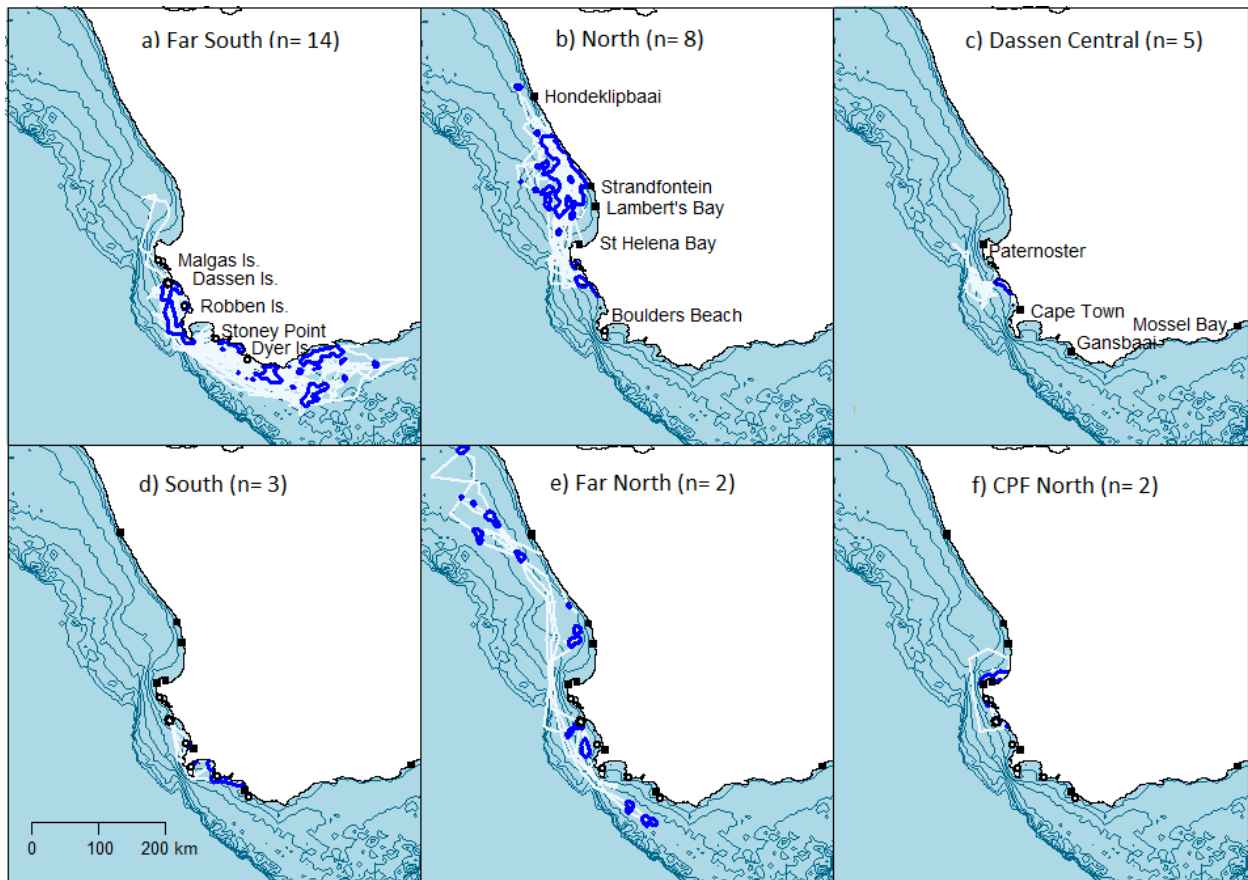 a) Far South (n= 14)
Malgas Is.
Dassen Is.
Robben Is.
Stoney Point
Dyer Is.
b) North (n= 8)
Hondeklipbaai
Strandfontein
Lambert's Bay
St Helena Bay
Boulders Beach
c) Dassen Central (n= 5)
Paternoster
Cape Town
Mossel Bay
Gansbaai
d) South (n= 3)
0 100 200 km
e) Far North (n= 2)
f) CPF North (n= 2)